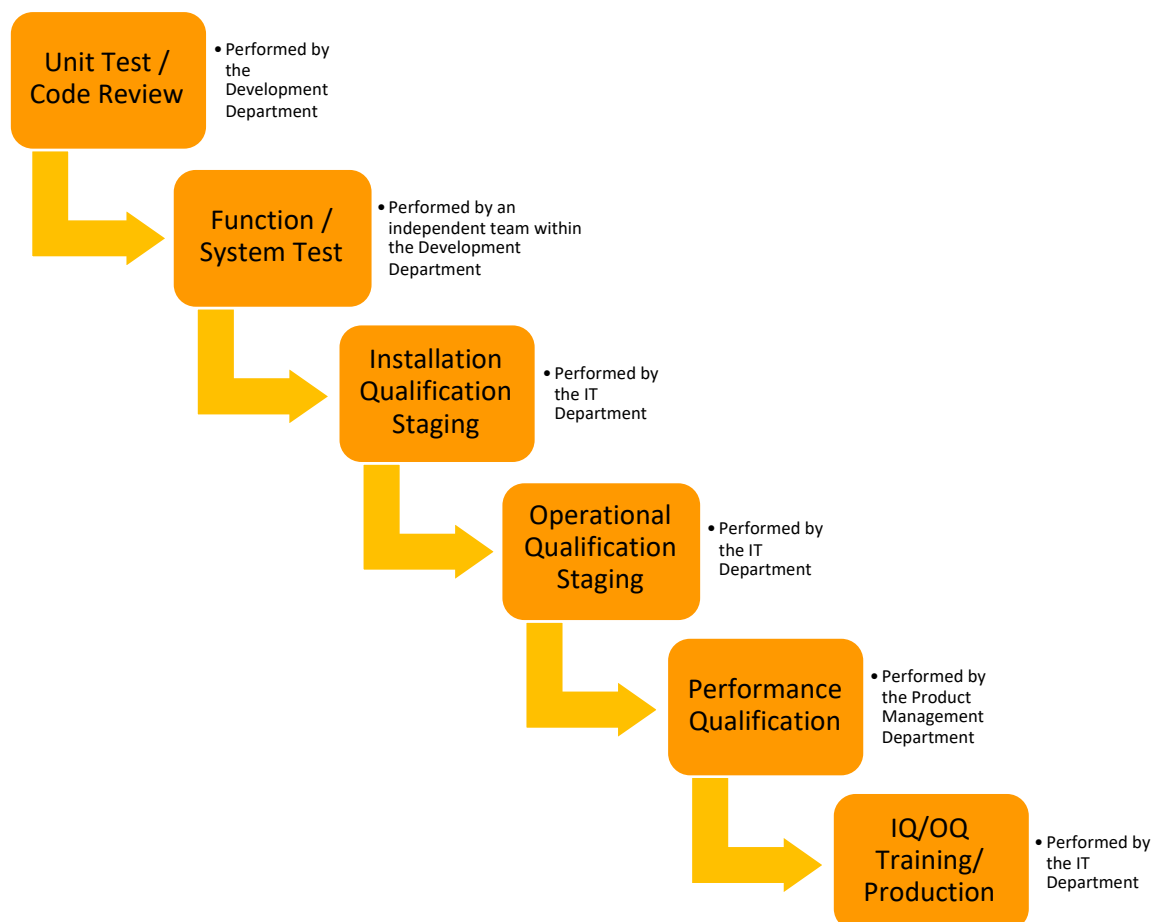 Unit Test /
Code Review
• Performed by
the
Development
Department
Function /
System Test
• Performed by an
independent team within
the Development
Department
Installation
Qualification
Staging
• Performed by
the IT
Department
Operational
Qualification
Staging
• Performed by
the IT
Department
Performance
Qualification
• Performed by
the Product
Management
Department
IQ/OQ
Training/
Production
• Performed by
the IT
Department